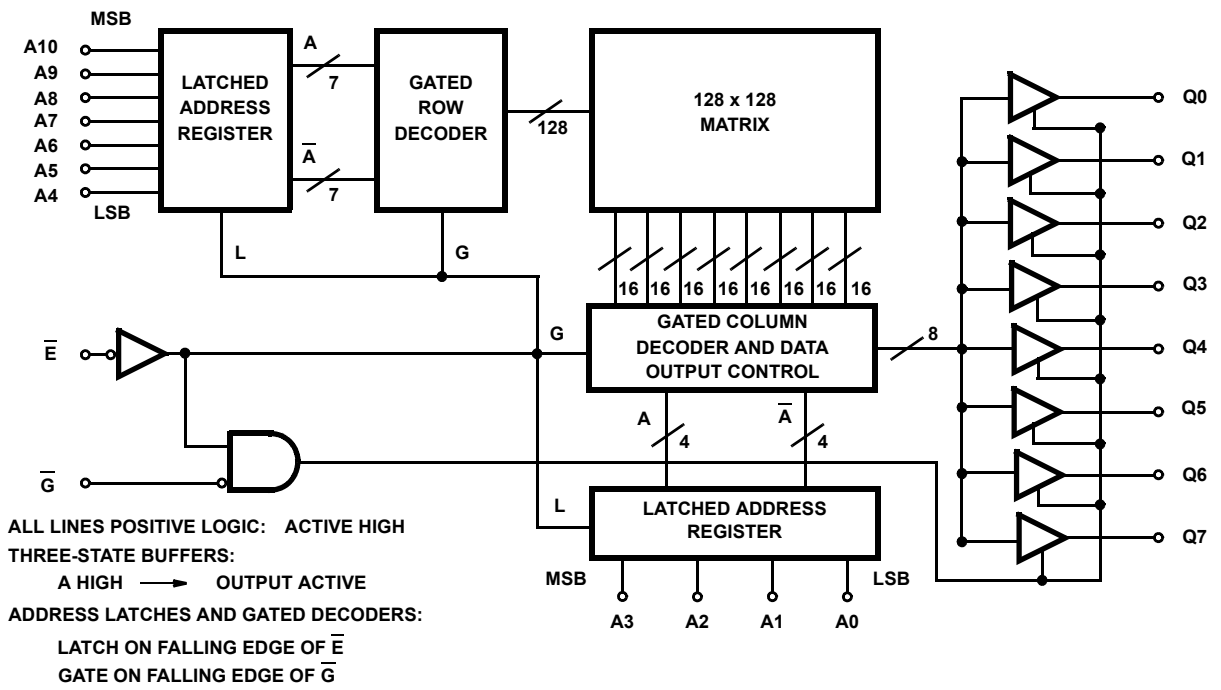 MSB
A10
A9
A8
A7
A6
A5
A4
LSB
LATCHED
ADDRESS
REGISTER
A
7
A̅
7
GATED
ROW
DECODER
128
128 x 128
MATRIX
L
G
16 16 16 16 16 16 16 16
E̅
G
GATED COLUMN
DECODER AND DATA
OUTPUT CONTROL
8
A
4
A̅
4
G̅
L
LATCHED ADDRESS
REGISTER
MSB
LSB
A3
A2
A1
A0
Q0
Q1
Q2
Q3
Q4
Q5
Q6
Q7
ALL LINES POSITIVE LOGIC: ACTIVE HIGH
THREE-STATE BUFFERS:
A HIGH → OUTPUT ACTIVE
ADDRESS LATCHES AND GATED DECODERS:
LATCH ON FALLING EDGE OF E̅
GATE ON FALLING EDGE OF G̅